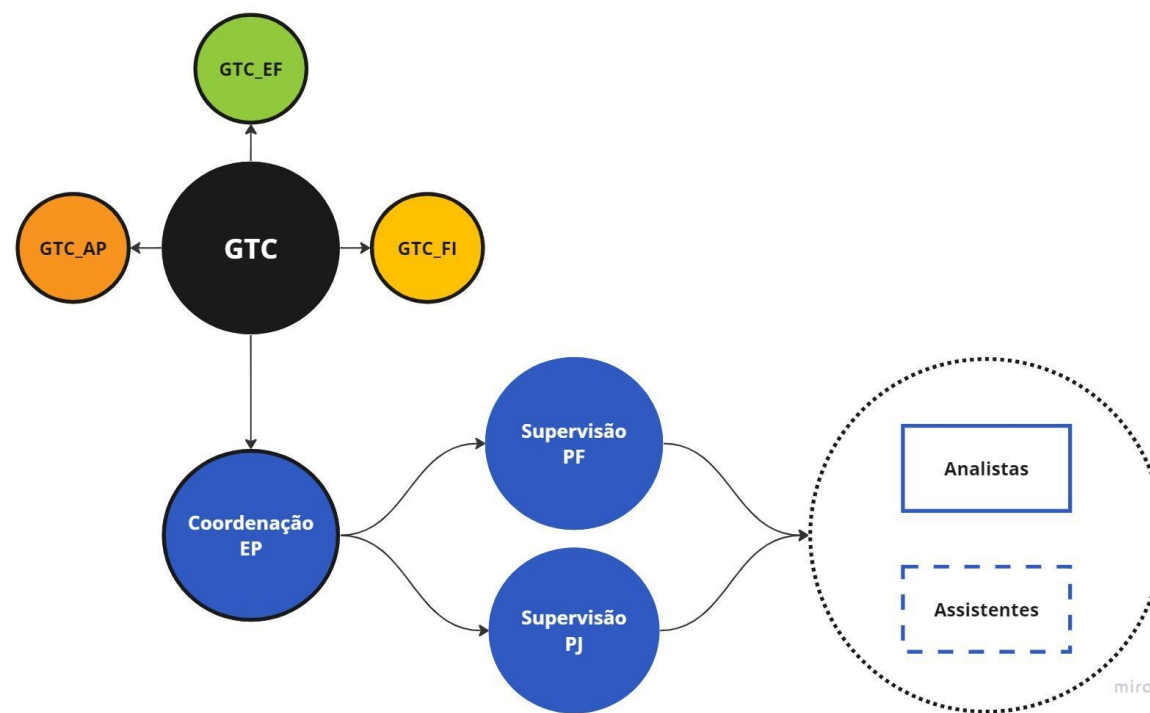 GTC_EF
GTC_AP
GTC
GTC_FI
Supervisão
PF
Analistas
Coordenação
EP
Supervisão
PJ
Assistentes
miro